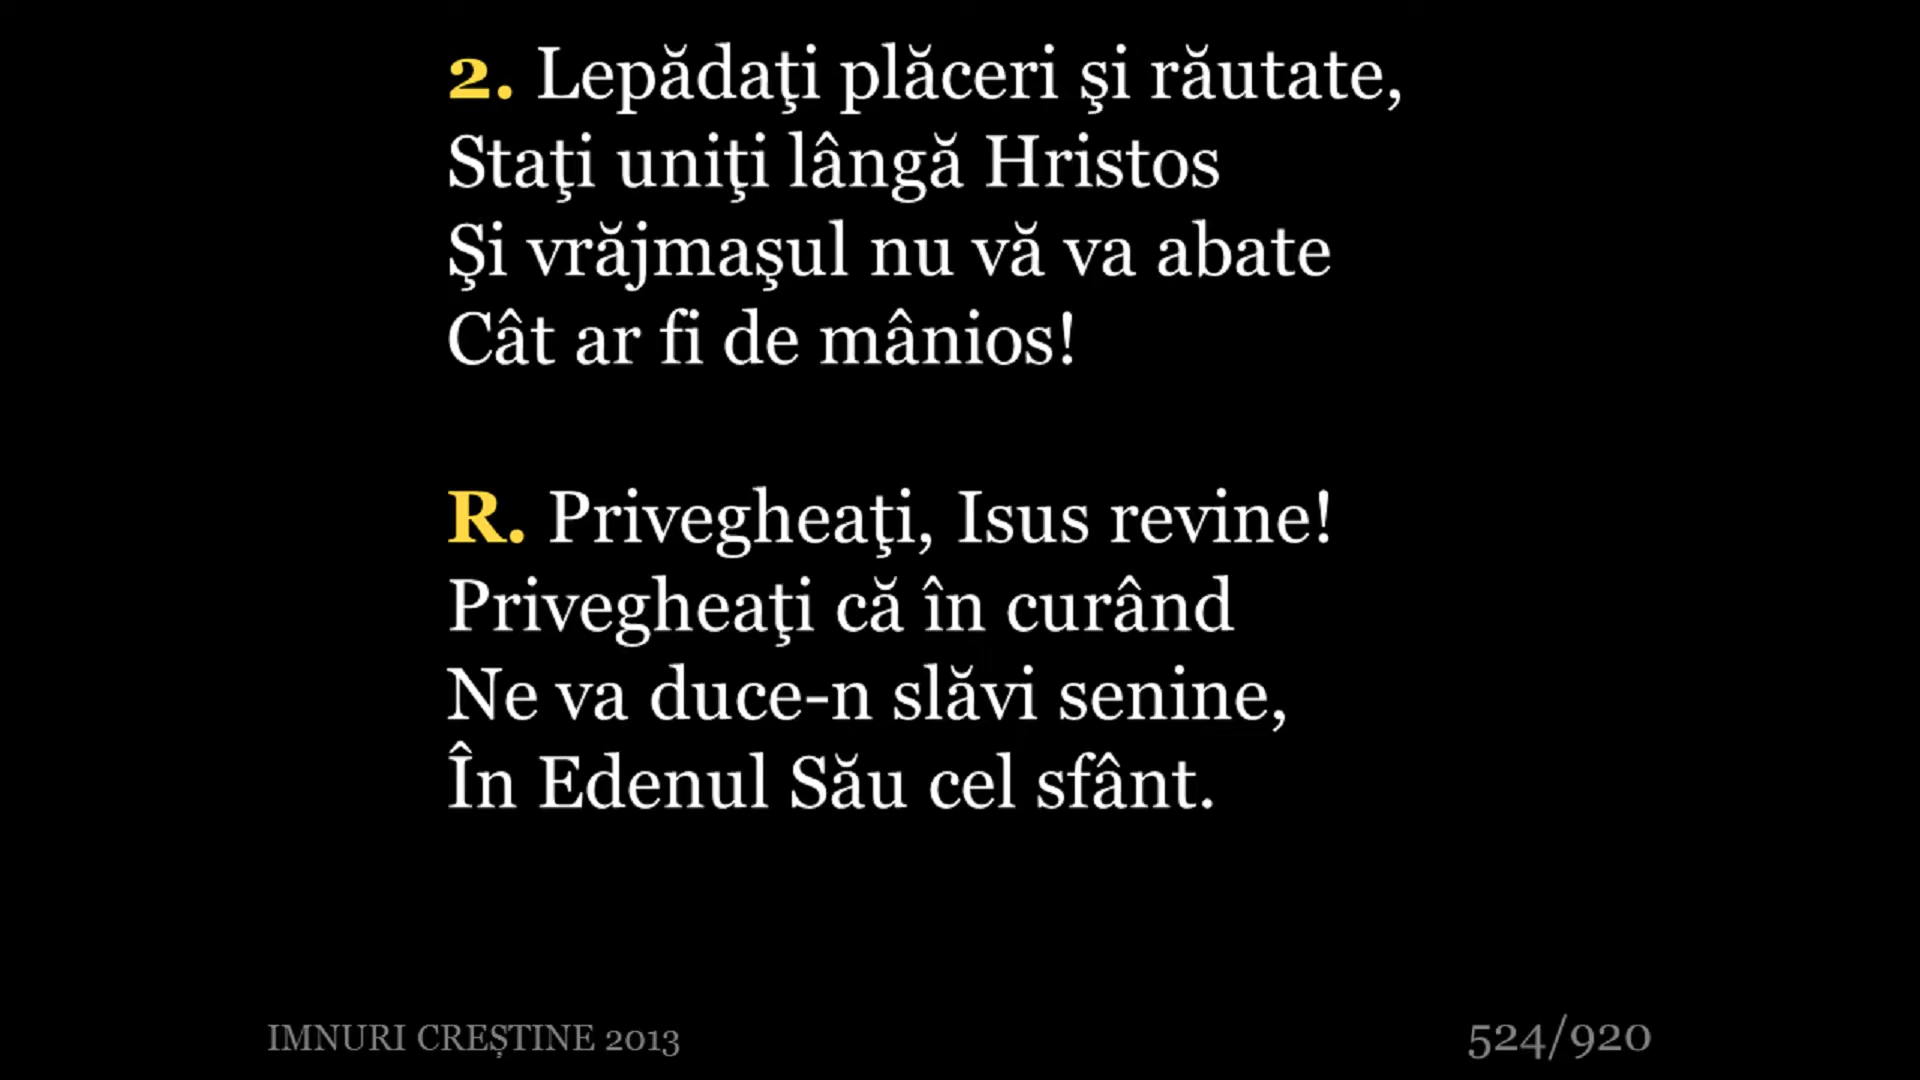 2. Lepădaţi plăceri şi răutate,
Staţi uniţi lângă Hristos
Şi vrăjmaşul nu vă va abate
Cât ar fi de mânios!
R. Privegheaţi, Isus revine!
Privegheaţi că în curând
Ne va duce-n slăvi senine,
În Edenul Său cel sfânt.
IMNURI CREȘTINE 2013
524/920